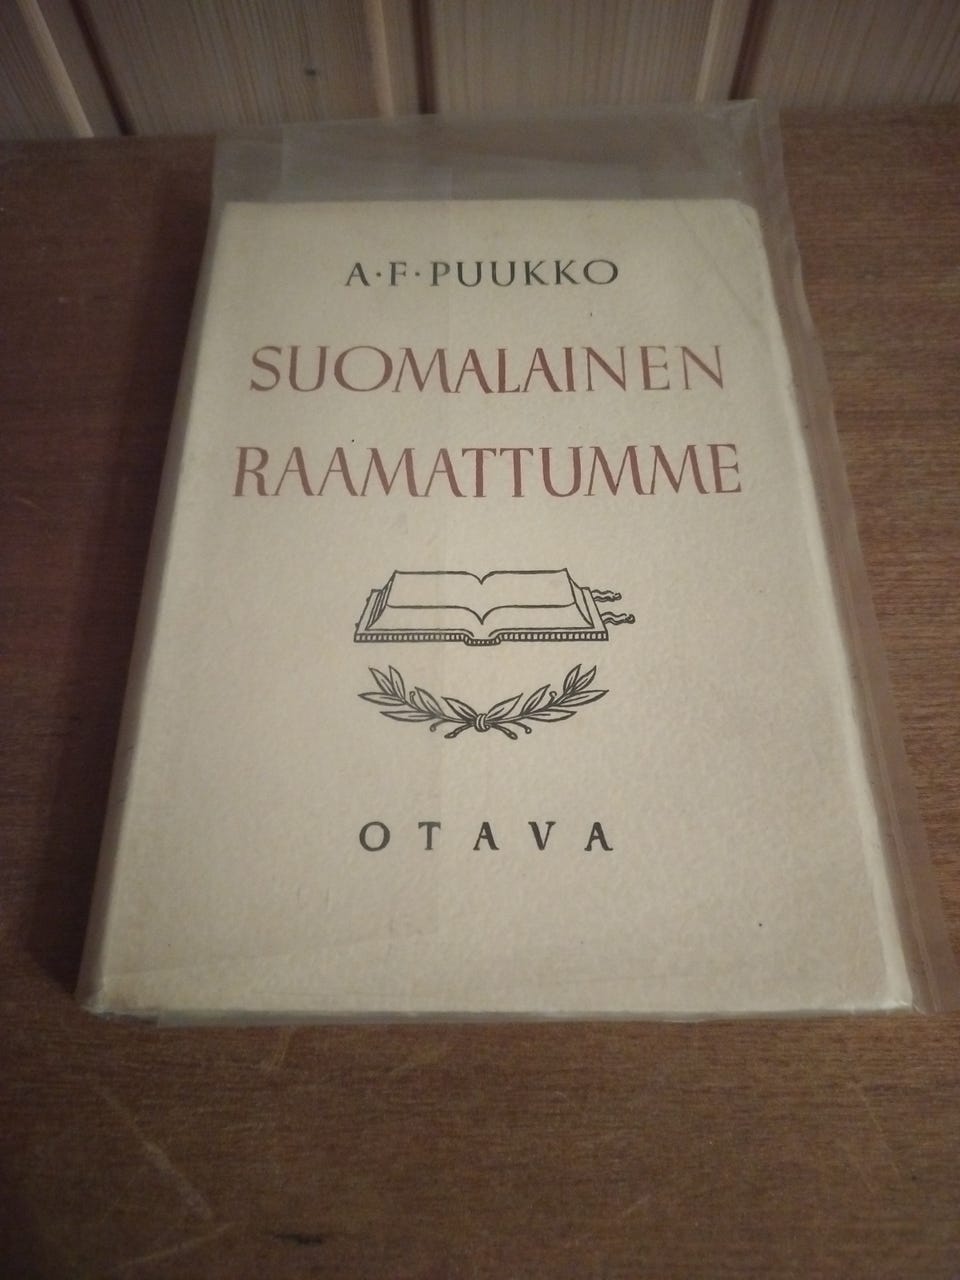 A·F·PUUKKO
SUOMALAINEN
RAAMATTUMME
OTAVA